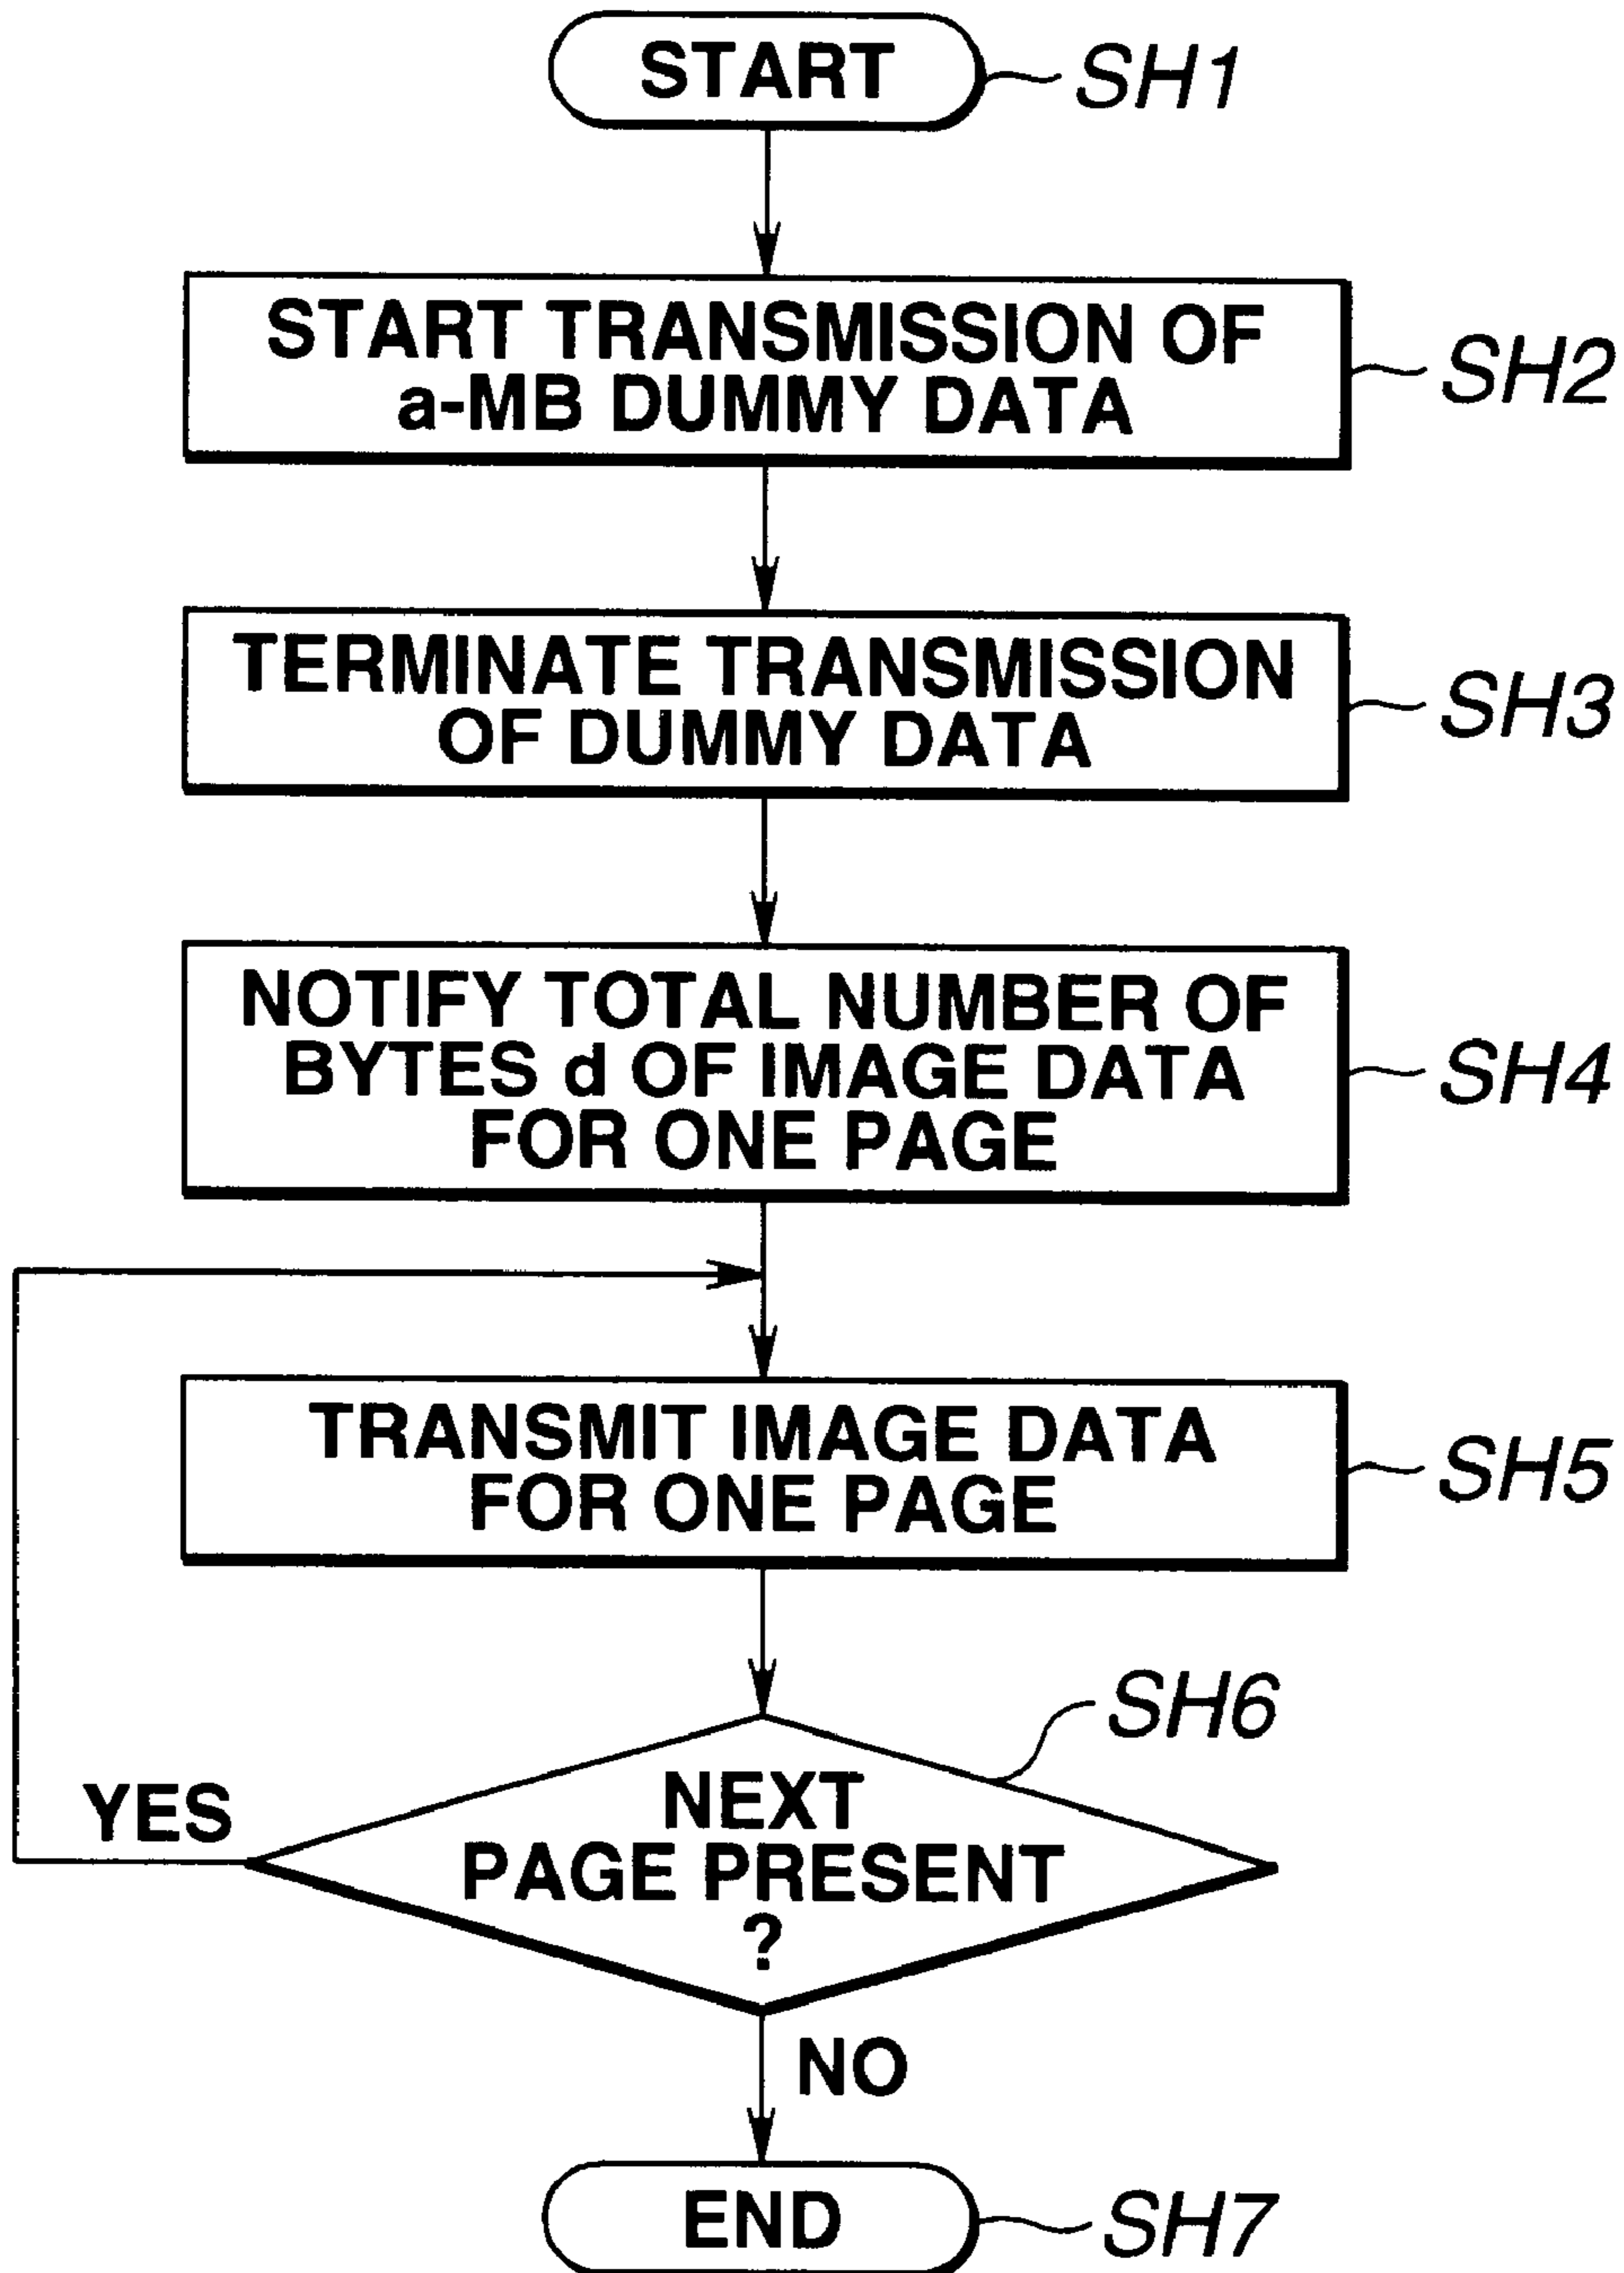 START
SH1
START TRANSMISSION OF
a-MB DUMMY DATA
SH2
TERMINATE TRANSMISSION
OF DUMMY DATA
SH3
NOTIFY TOTAL NUMBER OF
BYTES d OF IMAGE DATA
FOR ONE PAGE
SH4
TRANSMIT IMAGE DATA
FOR ONE PAGE
SH5
SH6
YES
NEXT
PAGE PRESENT
?
NO
END
SH7